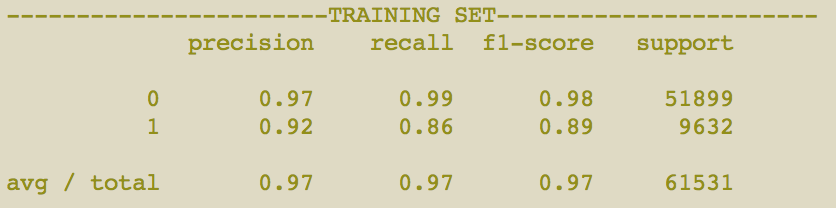 -----------------------TRAINING SET-----------------------
precision recall f1-score support
0 0.97 0.99 0.98 51899
1 0.92 0.86 0.89 9632
avg / total 0.97 0.97 0.97 61531